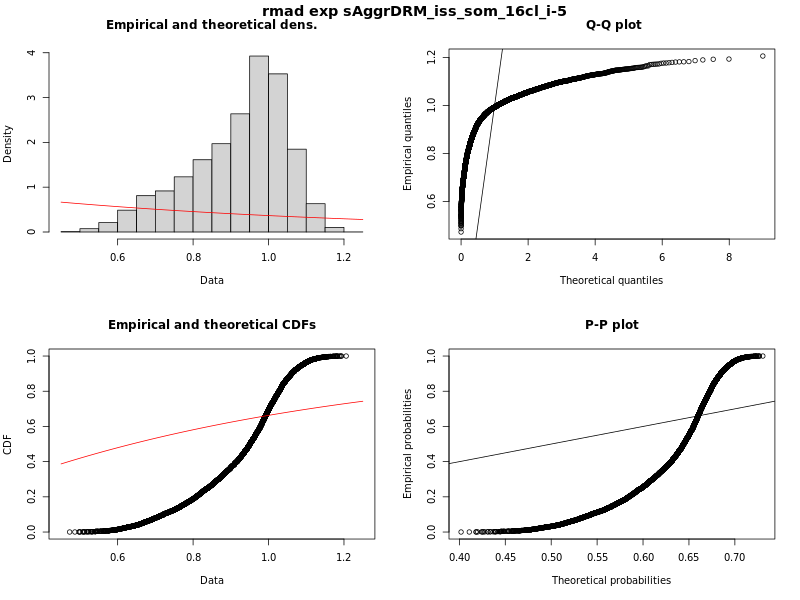 rmad exp sAggrDRM_iss_som_16cl_i-5
Empirical and theoretical dens.
Density
0 1 2 3 4
0.6 0.8 1.0 1.2
Data
Q-Q plot
Empirical quantiles
0.6 0.8 1.0 1.2
0 2 4 6 8
Theoretical quantiles
Empirical and theoretical CDFs
CDF
0.0 0.2 0.4 0.6 0.8 1.0
0.6 0.8 1.0 1.2
Data
P-P plot
Empirical probabilities
0.0 0.2 0.4 0.6 0.8 1.0
0.40 0.45 0.50 0.55 0.60 0.65 0.70
Theoretical probabilities